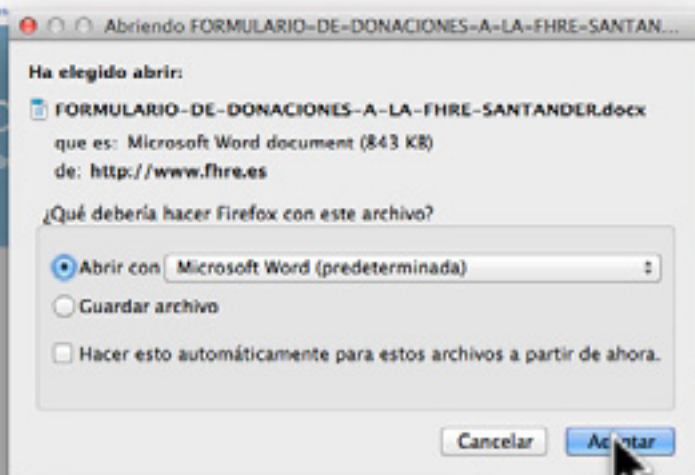 Abriendo FORMULARIO-DE-DONACIONES-A-LA-FHRE-SANTAN...
Ha elegido abrir:
FORMULARIO-DE-DONACIONES-A-LA-FHRE-SANTANDER.docx
que es: Microsoft Word document (843 KB)
de: http://www.fhre.es
¿Qué debería hacer Firefox con este archivo?
Abrir con Microsoft Word (predeterminada)
Guardar archivo
Hacer esto automáticamente para estos archivos a partir de ahora.
Cancelar Aceptar